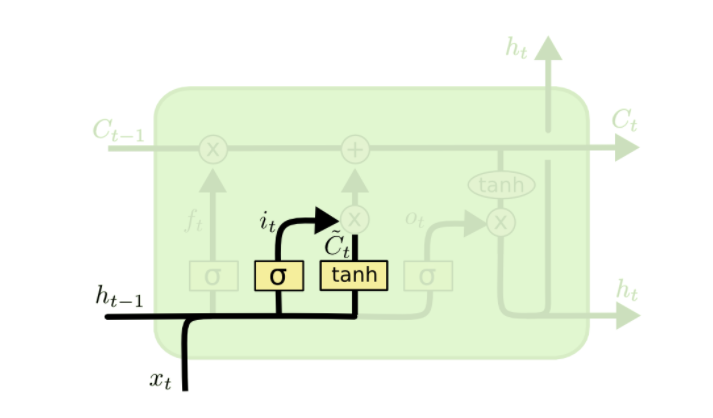 h_t
C_{t-1} × + C_t
tanh
f_t i_t × o_t ×
C̃_t
σ σ tanh σ
h_{t-1} h_t
x_t